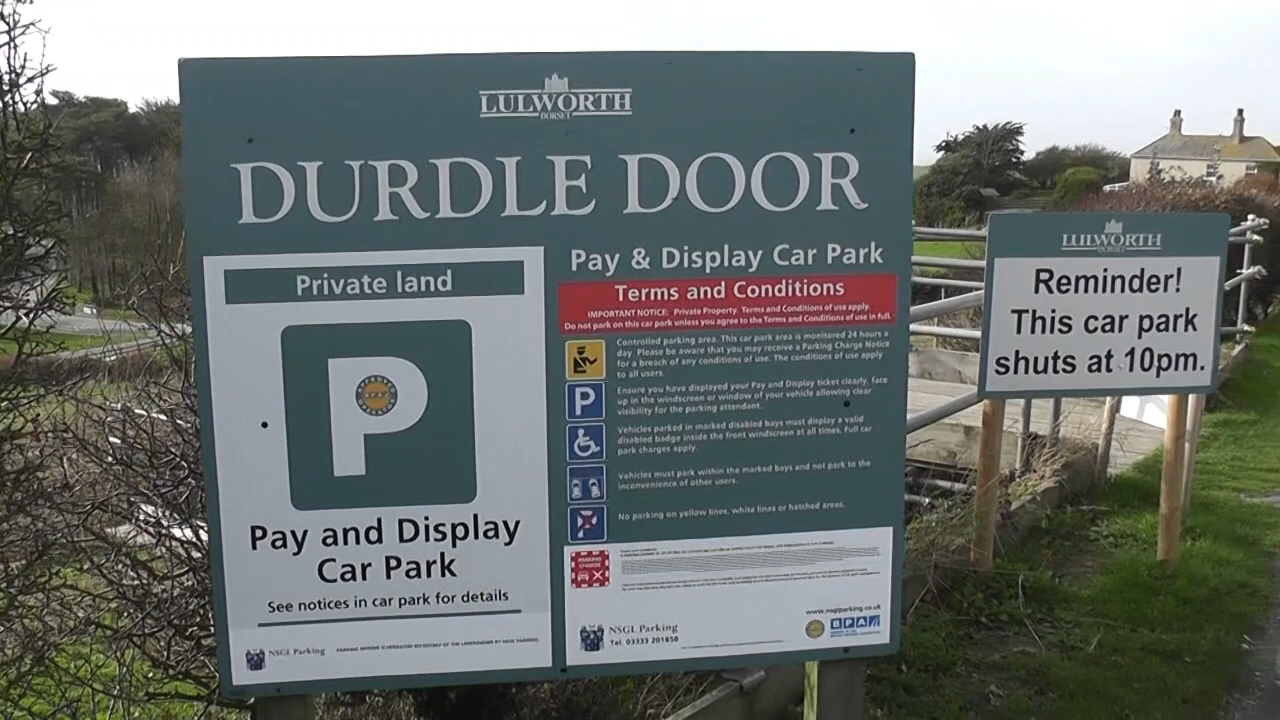 LULWORTH
DORSET
DURDLE DOOR
Private land
P
APPROVED
OPERATOR
Pay and Display
Car Park
See notices in car park for details
NSGL Parking
Pay & Display Car Park
Terms and Conditions
IMPORTANT NOTICE: Private Property. Terms and Conditions of use apply.
Do not park on this car park unless you agree to the Terms and Conditions of use in full.
Controlled parking area. This car park area is monitored 24 hours a
day. Please be aware that you may receive a Parking Charge Notice
for a breach of any conditions of use. The conditions of use apply
to all users.
P
Ensure you have displayed your Pay and Display ticket clearly, face
up in the windscreen or window of your vehicle allowing clear
visibility for the parking attendant.
Vehicles parked in marked disabled bays must display a valid
disabled badge inside the front windscreen at all times. Full car
park charges apply.
Vehicles must park within the marked bays and not park to the
inconvenience of other users.
No parking on yellow lines, white lines or hatched areas.
PARKING
CHARGE
NSGL Parking
Tel. 03333 201650
www.nsglparking.co.uk
BPA
LULWORTH
DORSET
Reminder!
This car park
shuts at 10pm.